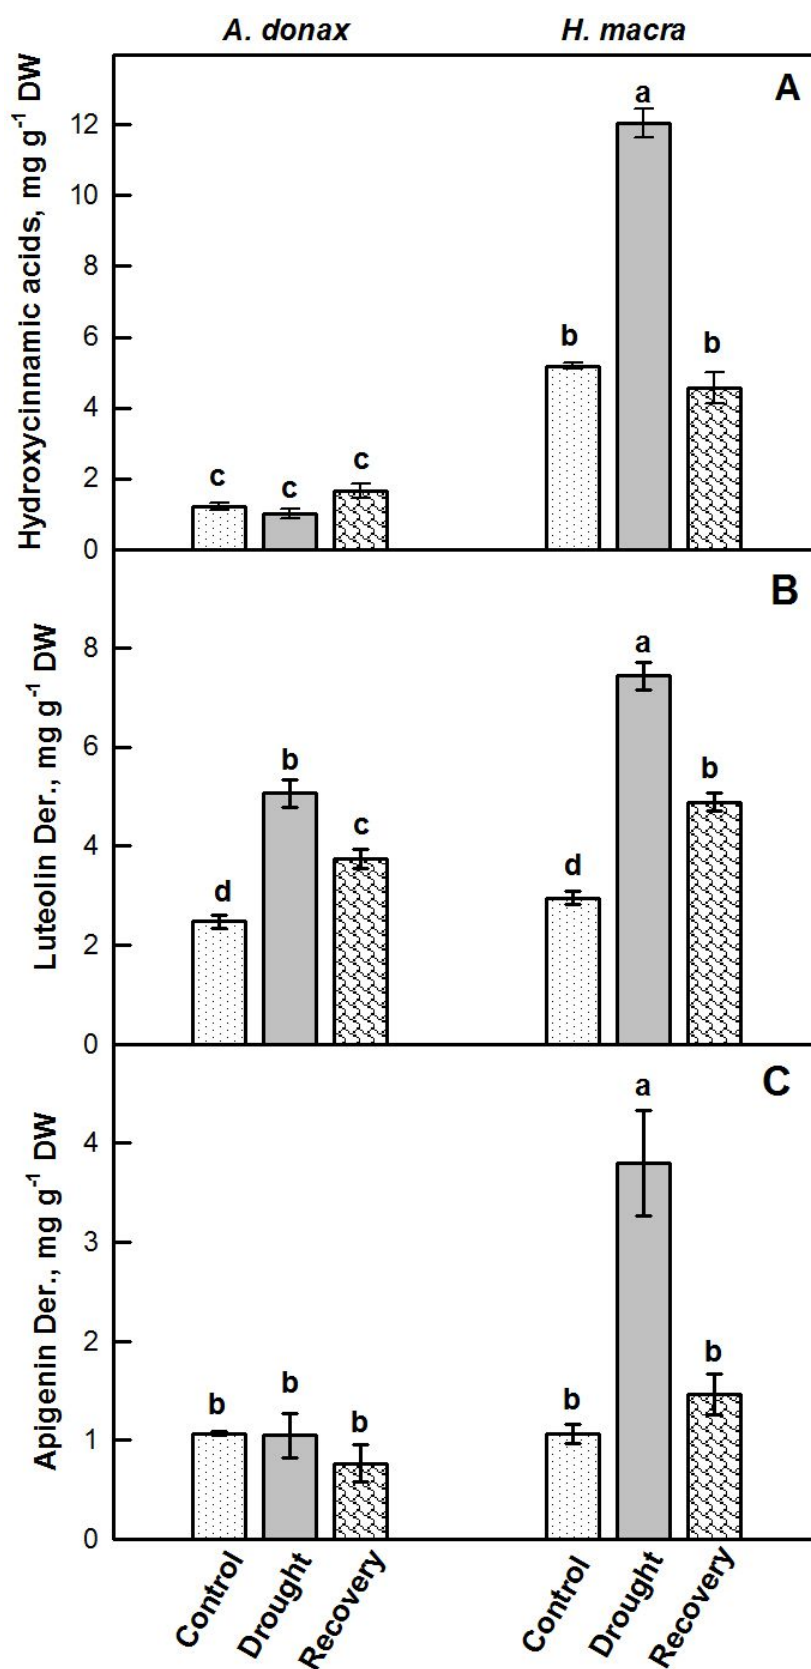 A. donax H. macra
A
Hydroxycinnamic acids, mg g⁻¹ DW
12
10
8
6
4
2
0
c c c b a b
B
Luteolin Der., mg g⁻¹ DW
8
6
4
2
0
d b c d a b
C
Apigenin Der., mg g⁻¹ DW
4
3
2
1
0
b b b b a b
Control Drought Recovery Control Drought Recovery